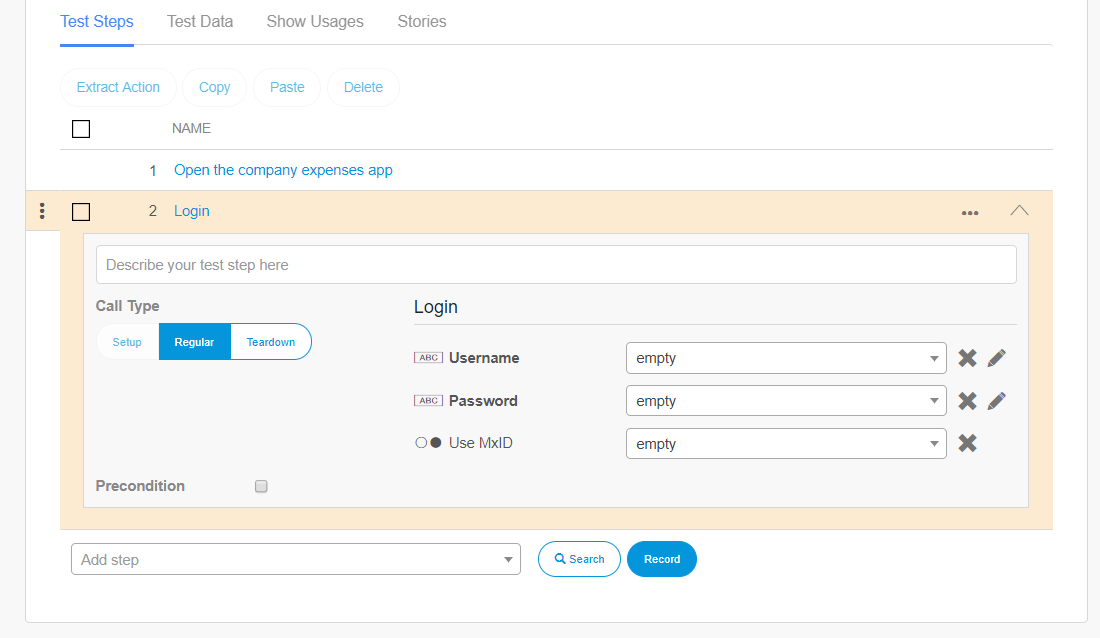 Test Steps Test Data Show Usages Stories
Extract Action Copy Paste Delete
NAME
1 Open the company expenses app
2 Login
Describe your test step here
Call Type
Setup Regular Teardown
Login
ABC Username empty
ABC Password empty
Use MxID empty
Precondition
Add step Search Record